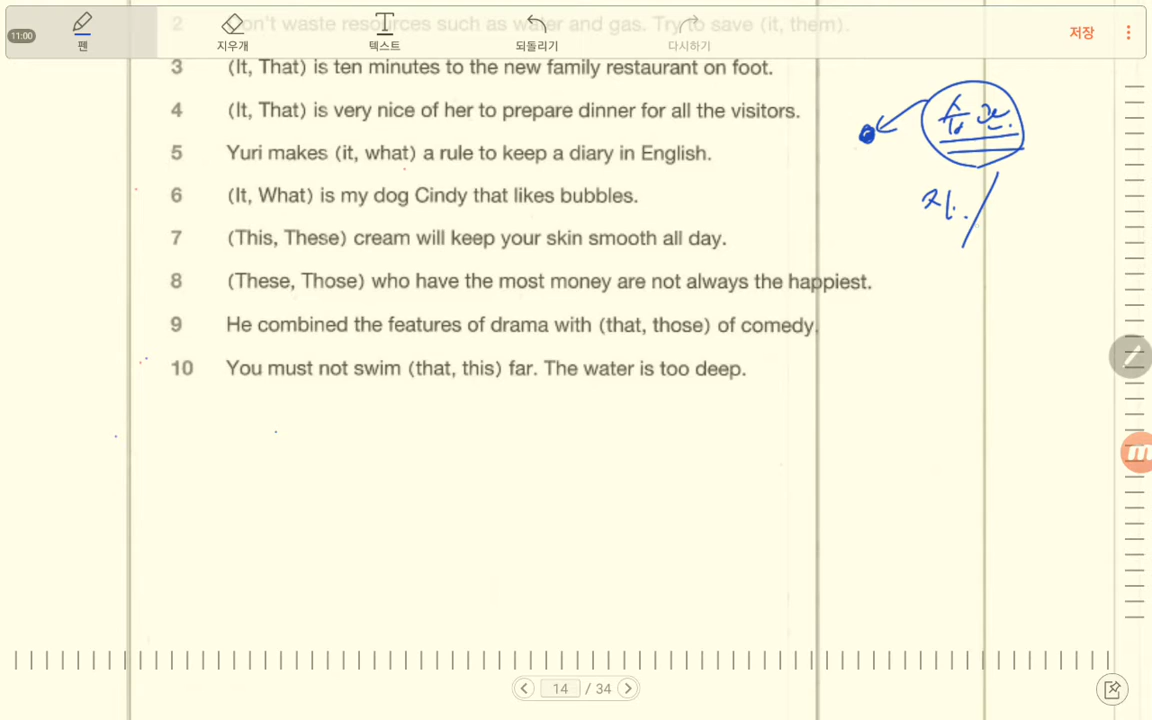 11:00
펜
지우개
텍스트
되돌리기
다시하기
저장
2 Don't waste resources such as water and gas. Try to save (it, them).
3 (It, That) is ten minutes to the new family restaurant on foot.
4 (It, That) is very nice of her to prepare dinner for all the visitors.
5 Yuri makes (it, what) a rule to keep a diary in English.
6 (It, What) is my dog Cindy that likes bubbles.
7 (This, These) cream will keep your skin smooth all day.
8 (These, Those) who have the most money are not always the happiest.
9 He combined the features of drama with (that, those) of comedy.
10 You must not swim (that, this) far. The water is too deep.
14 / 34